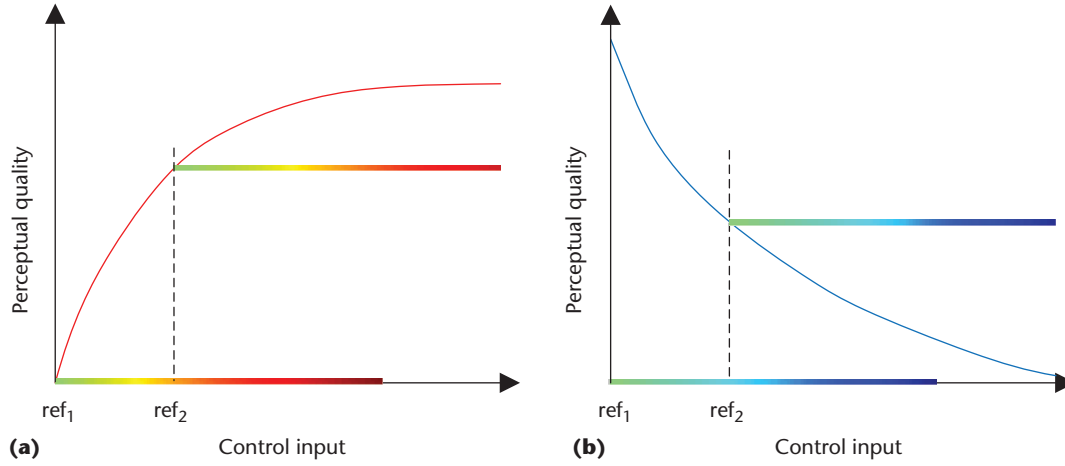 Perceptual quality
ref₁
ref₂
(a)
Control input
Perceptual quality
ref₁
ref₂
(b)
Control input